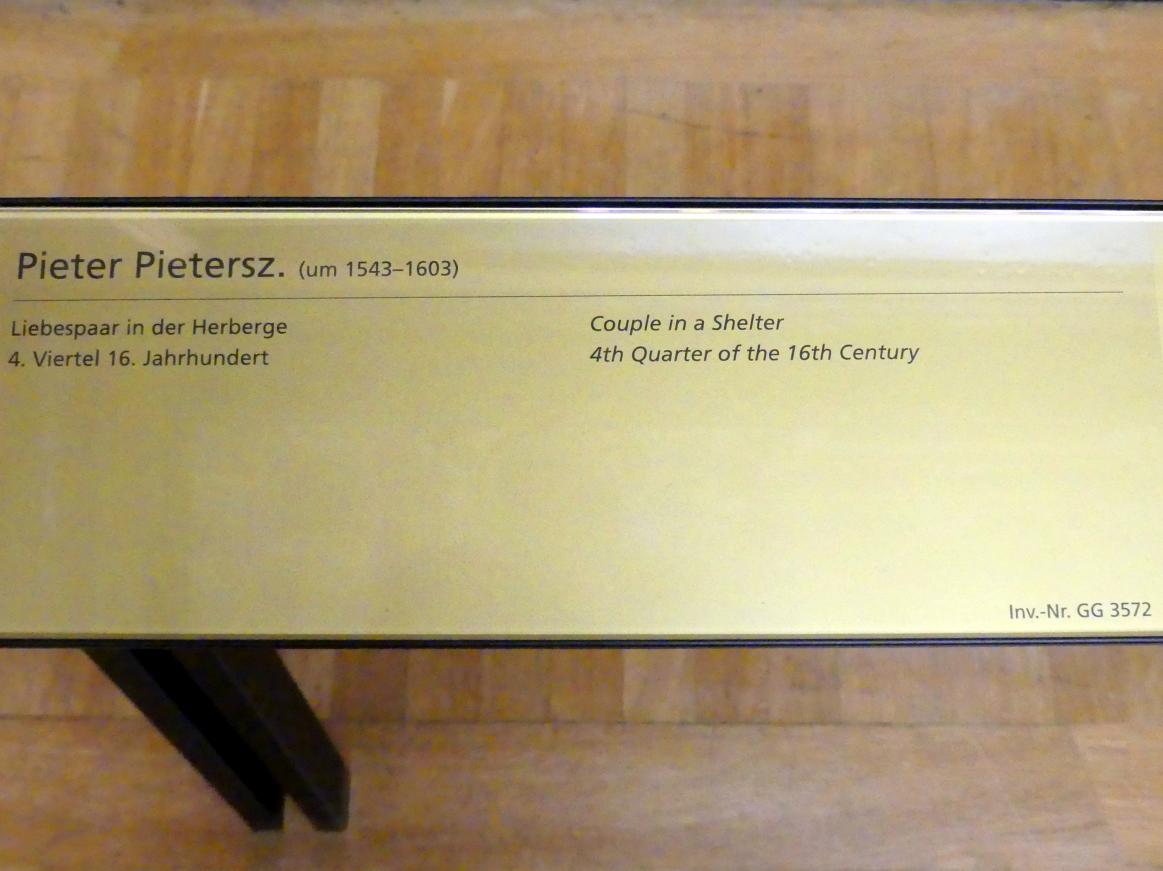 Pieter Pietersz. (um 1543–1603)
Liebespaar in der Herberge
4. Viertel 16. Jahrhundert
Couple in a Shelter
4th Quarter of the 16th Century
Inv.-Nr. GG 3572